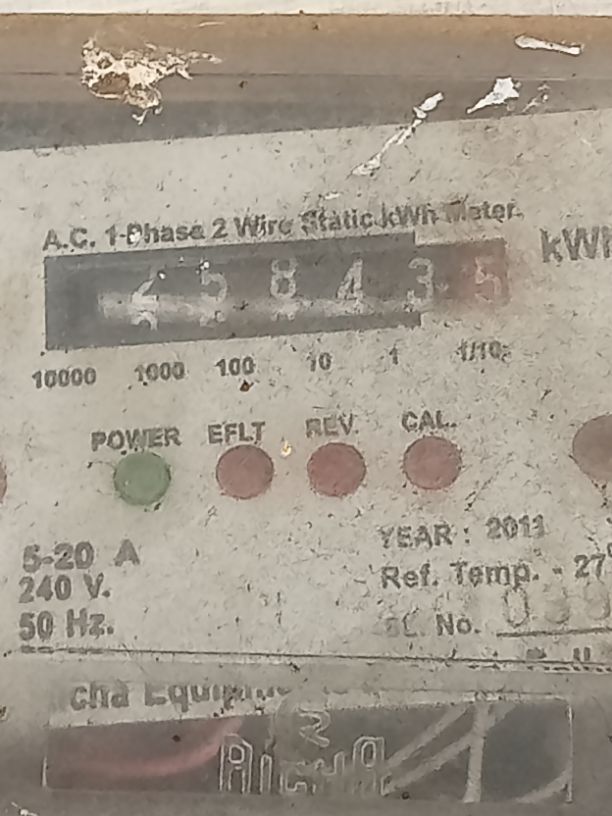 A.C. 1-Phase 2 Wire Static kWh Meter.
kWh
2 5 8 4 3 5
10000 1000 100 10 1 1/10
POWER EFLT REV. CAL.
5-20 A
240 V.
50 Hz.
YEAR : 2011
Ref. Temp. - 27
SL. No.